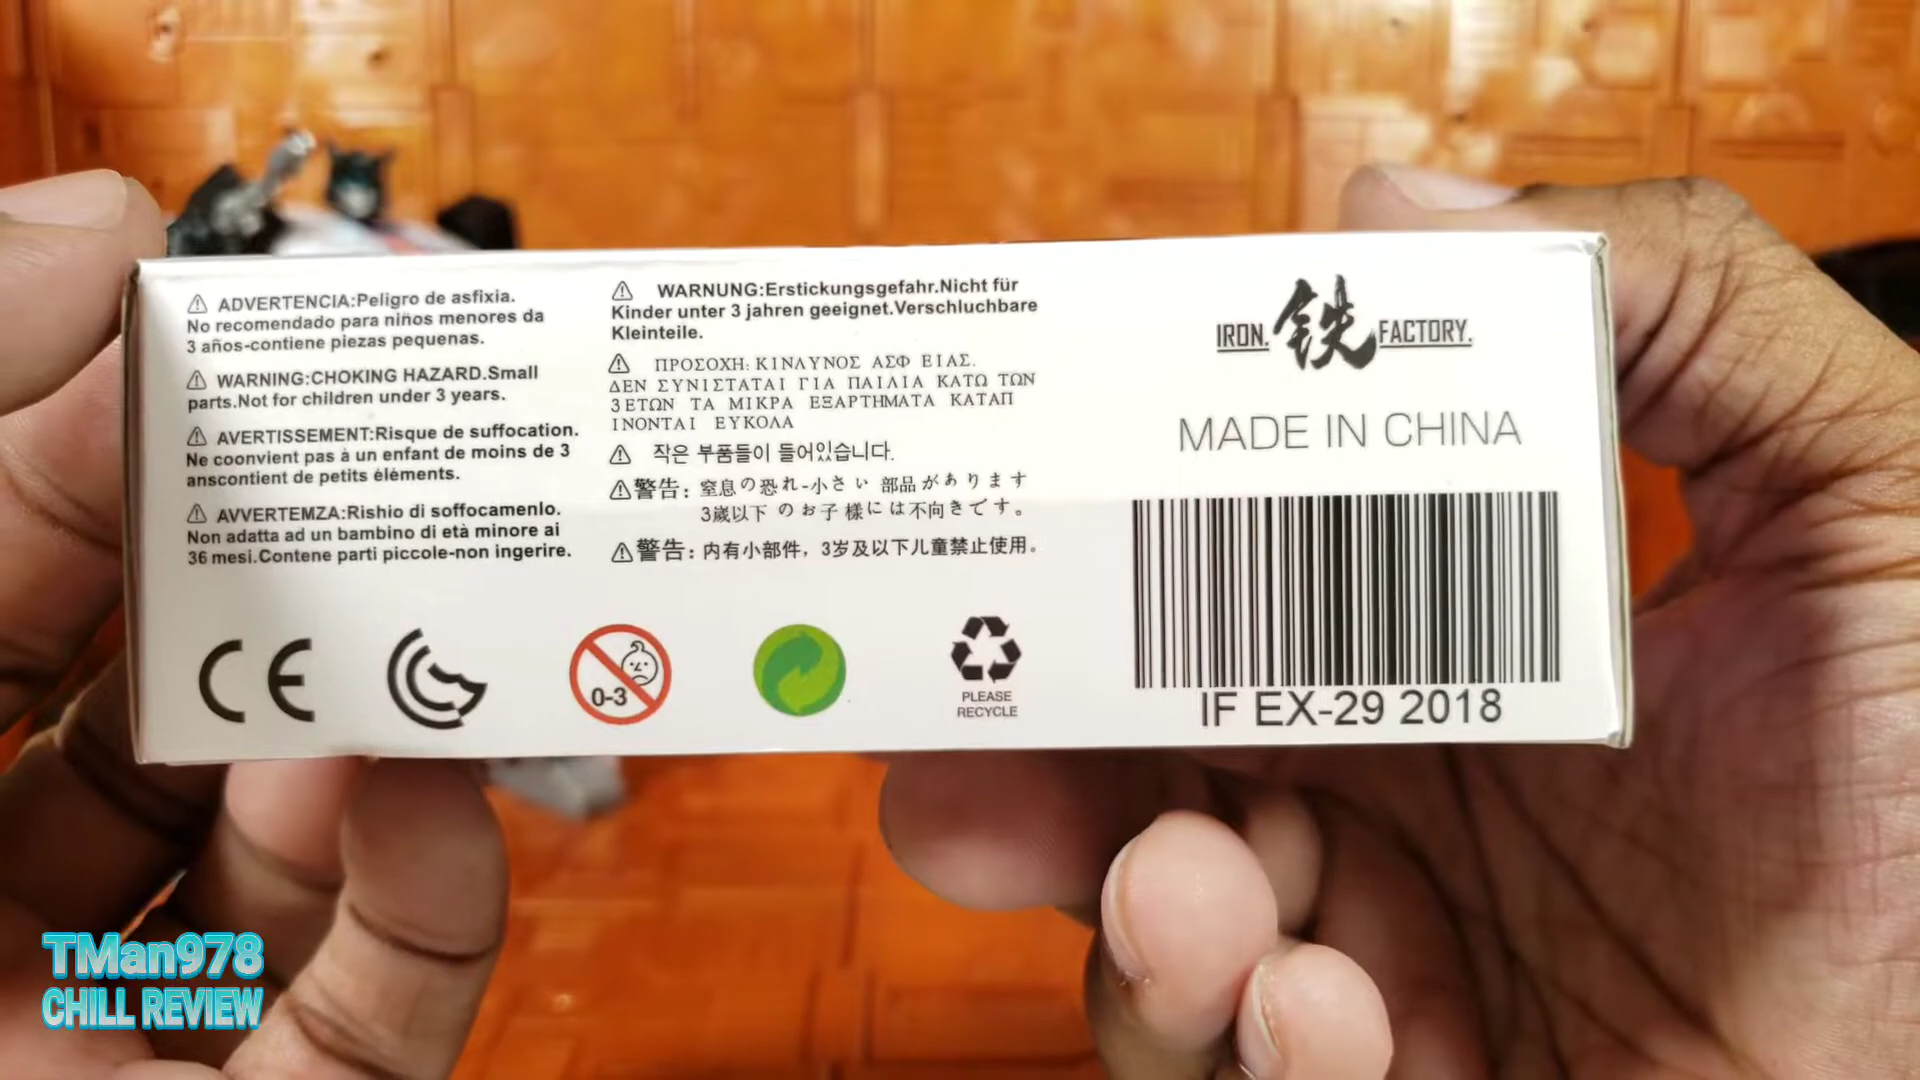 ⚠ ADVERTENCIA:Peligro de asfixia.
No recomendado para niños menores da
3 años-contiene piezas pequenas.
⚠ WARNING:CHOKING HAZARD.Small
parts.Not for children under 3 years.
⚠ AVERTISSEMENT:Risque de suffocation.
Ne coonvient pas à un enfant de moins de 3
anscontient de petits éléments.
⚠ AVVERTEMZA:Rishio di soffocamenlo.
Non adatta ad un bambino di età minore ai
36 mesi.Contene parti piccole-non ingerire.
⚠ WARNUNG:Erstickungsgefahr.Nicht für
Kinder unter 3 jahren geeignet.Verschluchbare
Kleinteile.
⚠ ΠΡΟΣΟΧΗ: ΚΙΝΛΥΝΟΣ ΑΣΦ ΕΙΑΣ.
ΔΕΝ ΣΥΝΙΣΤΑΤΑΙ ΓΙΑ ΠΑΙΛΙΑ ΚΑΤΩ ΤΩΝ
3ΕΤΩΝ ΤΑ ΜΙΚΡΑ ΕΞΑΡΤΗΜΑΤΑ ΚΑΤΑΠ
ΙΝΟΝΤΑΙ ΕΥΚΟΛΑ
⚠ 작은 부품들이 들어있습니다.
⚠警告: 窒息の恐れ-小さい 部品があります
3歳以下 のお子様には不向きです。
⚠警告: 内有小部件，3岁及以下儿童禁止使用。
CE
0-3
PLEASE
RECYCLE
IRON. 铁 FACTORY.
MADE IN CHINA
IF EX-29 2018
TMan978
CHILL REVIEW